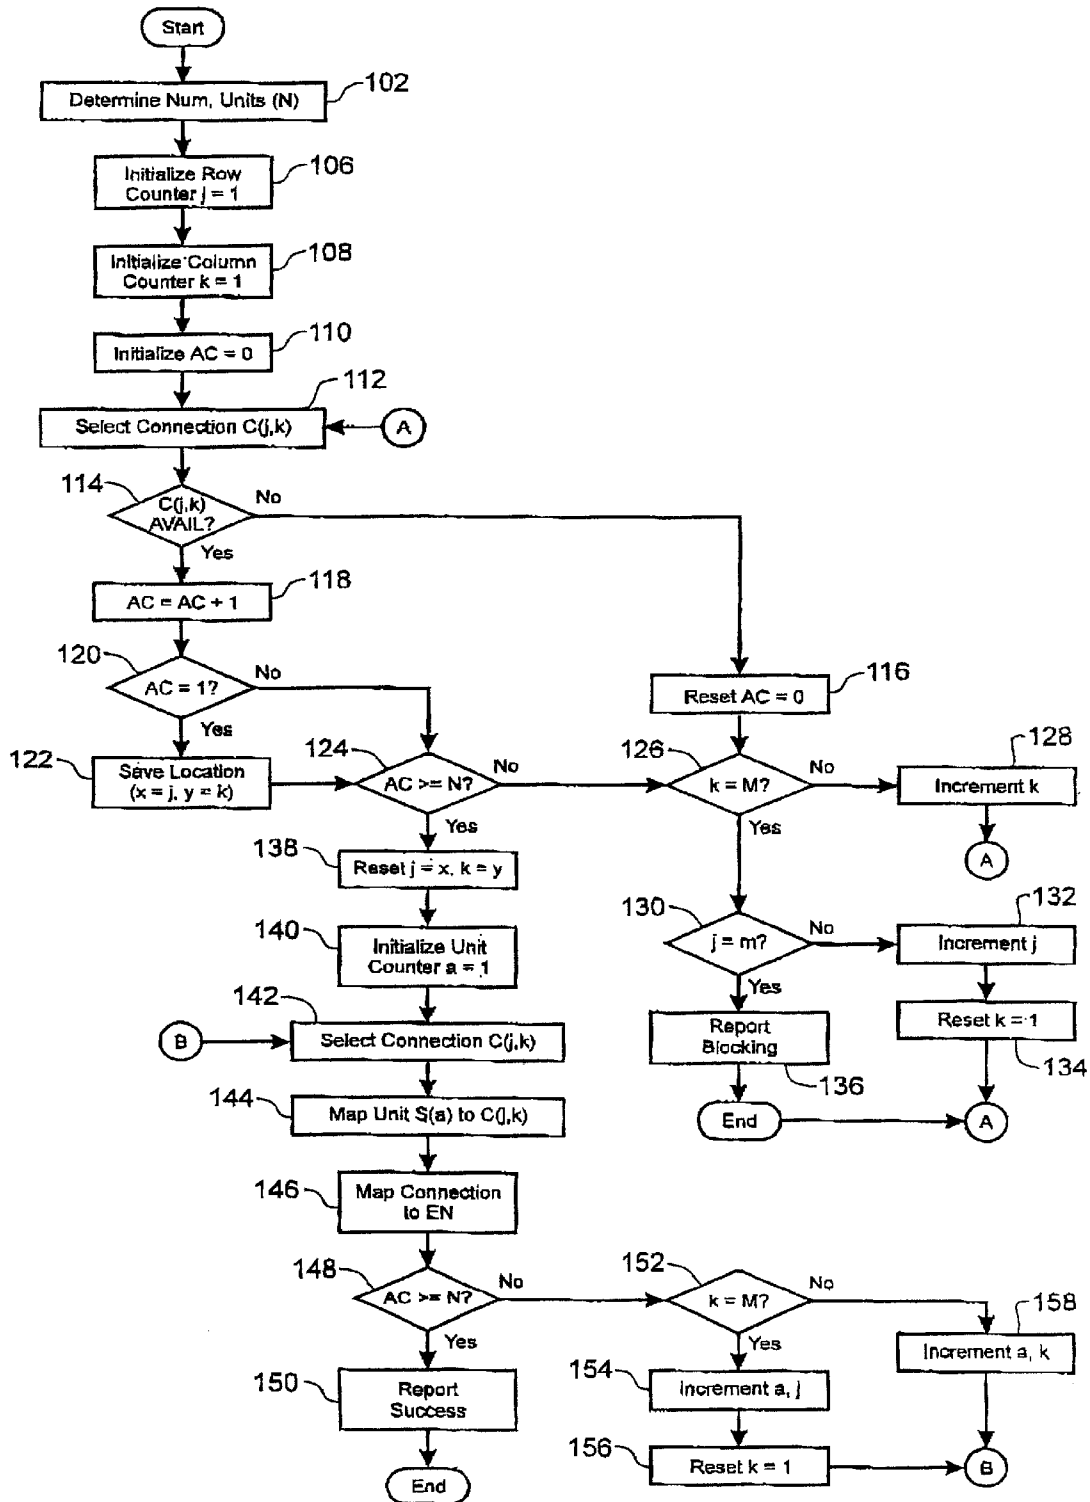 Start
Determine Num, Units (N)
102
Initialize Row
Counter j = 1
106
Initialize Column
Counter k = 1
108
Initialize AC = 0
110
112
Select Connection C(j,k)
A
114
C(j,k)
AVAIL?
No
Yes
AC = AC + 1
118
120
AC = 1?
No
Yes
Reset AC = 0
116
122
Save Location
(x = j, y = k)
124
AC >= N?
No
Yes
126
k = M?
No
Yes
128
Increment k
A
138
Reset j = x, k = y
130
j = m?
No
Yes
132
Increment j
140
Initialize Unit
Counter a = 1
Reset k = 1
134
142
B
Select Connection C(j,k)
Report
Blocking
136
144
Map Unit S(a) to C(j,k)
End
A
146
Map Connection
to EN
148
AC >= N?
No
Yes
152
k = M?
No
Yes
158
Increment a, k
150
Report
Success
154
Increment a, j
156
Reset k = 1
B
End